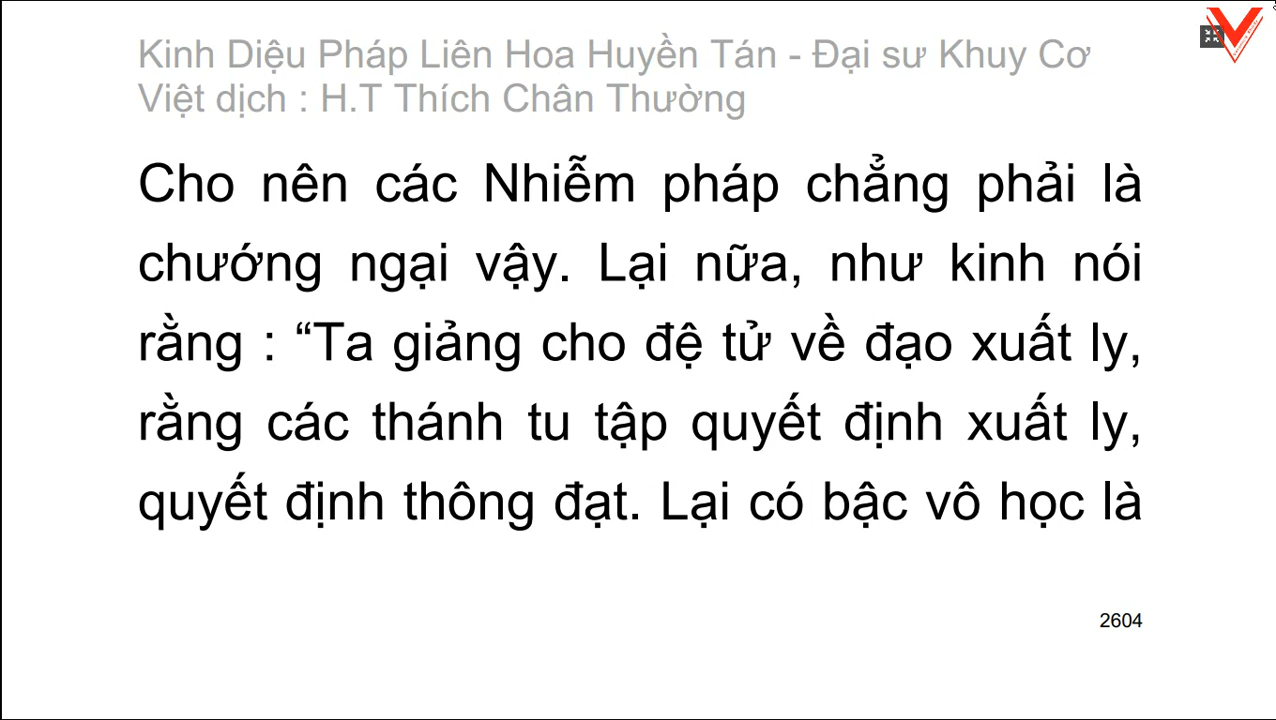 Kinh Diệu Pháp Liên Hoa Huyền Tán - Đại sư Khuy Cơ
Việt dịch : H.T Thích Chân Thường
Cho nên các Nhiễm pháp chẳng phải là
chướng ngại vậy. Lại nữa, như kinh nói
rằng : “Ta giảng cho đệ tử về đạo xuất ly,
rằng các thánh tu tập quyết định xuất ly,
quyết định thông đạt. Lại có bậc vô học là
2604